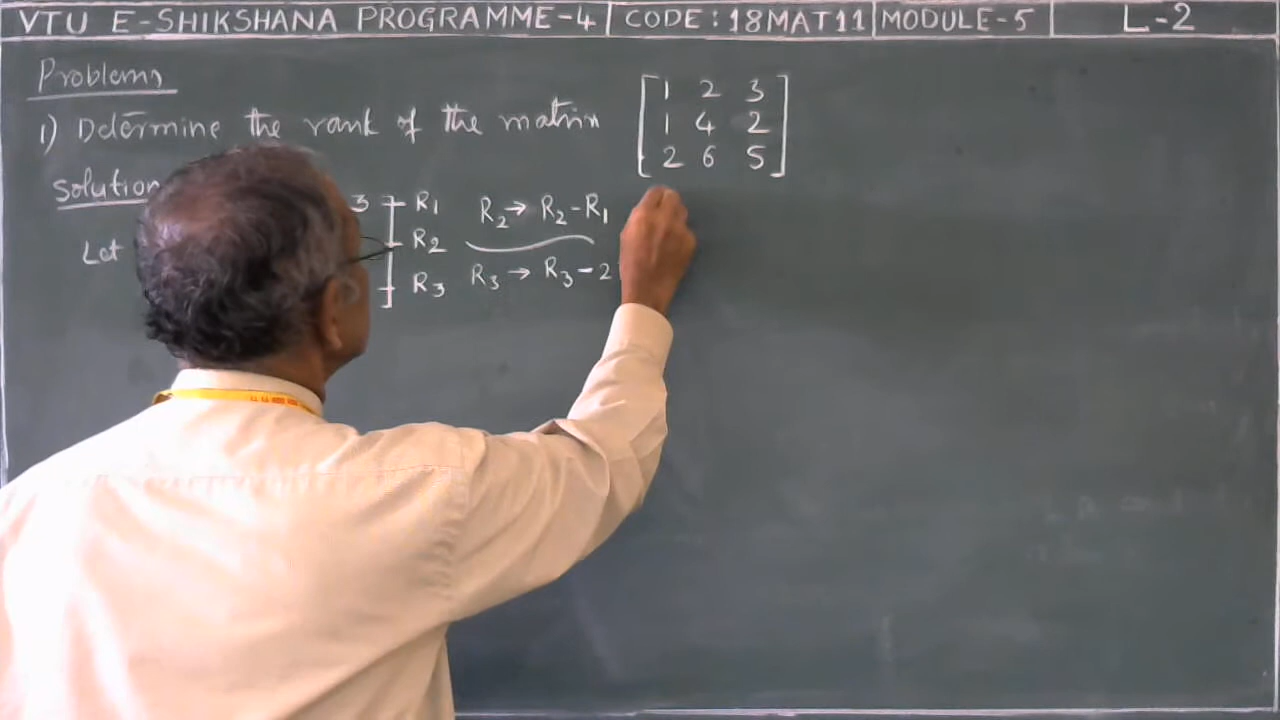 VTU E-SHIKSHANA PROGRAMME-4 CODE: 18MAT11 MODULE-5 L-2
Problems
1) Determine the rank of the matrix
1 2 3
1 4 2
2 6 5
Solution
Let
3 R1 R2 → R2-R1
R2
R3 R3 → R3-2